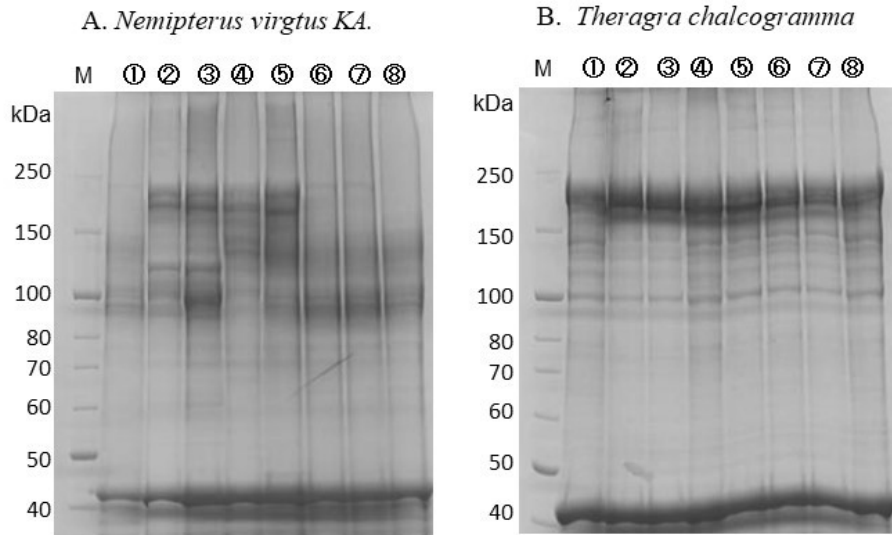 A. Nemipterus virgtus KA.
M ① ② ③ ④ ⑤ ⑥ ⑦ ⑧
kDa
250
150
100
80
70
60
50
40
B. Theragra chalcogramma
M ① ② ③ ④ ⑤ ⑥ ⑦ ⑧
kDa
250
150
100
80
70
60
50
40